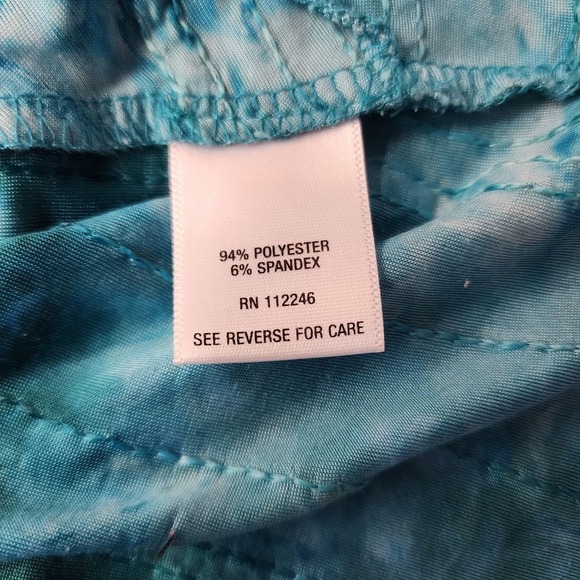 94% POLYESTER
6% SPANDEX
RN 112246
SEE REVERSE FOR CARE